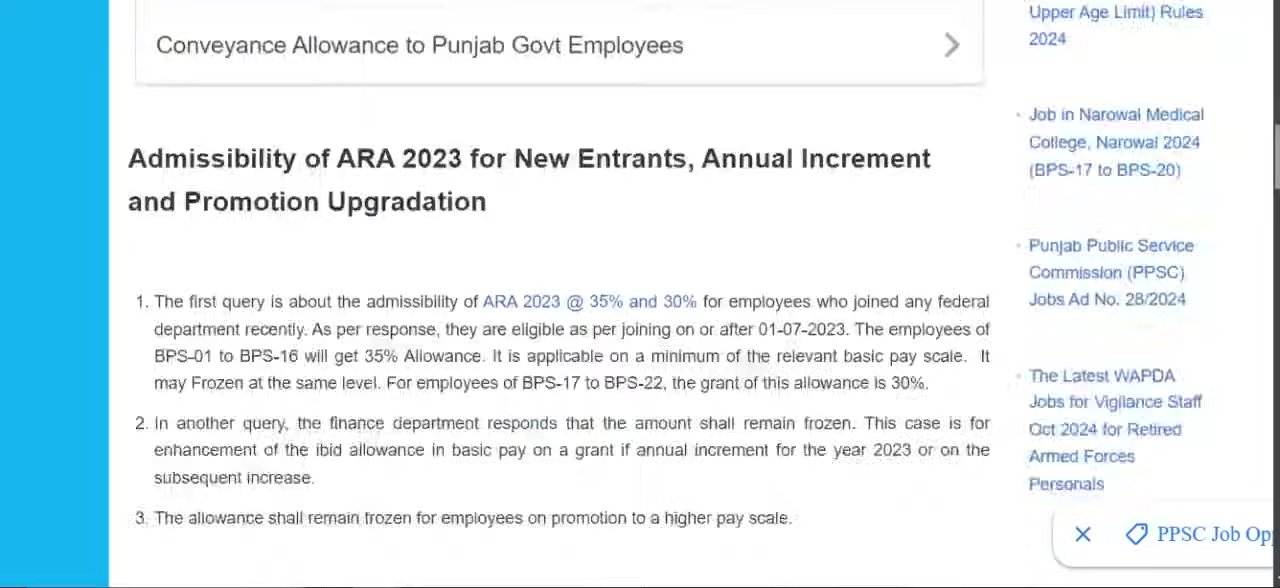 Conveyance Allowance to Punjab Govt Employees
Admissibility of ARA 2023 for New Entrants, Annual Increment
and Promotion Upgradation
1. The first query is about the admissibility of ARA 2023 @ 35% and 30% for employees who joined any federal
department recently. As per response, they are eligible as per joining on or after 01-07-2023. The employees of
BPS-01 to BPS-16 will get 35% Allowance. It is applicable on a minimum of the relevant basic pay scale. It
may Frozen at the same level. For employees of BPS-17 to BPS-22, the grant of this allowance is 30%.
2. In another query, the finance department responds that the amount shall remain frozen. This case is for
enhancement of the ibid allowance in basic pay on a grant if annual increment for the year 2023 or on the
subsequent increase.
3. The allowance shall remain frozen for employees on promotion to a higher pay scale.
Upper Age Limit) Rules
2024
Job in Narowal Medical
College, Narowal 2024
(BPS-17 to BPS-20)
Punjab Public Service
Commission (PPSC)
Jobs Ad No. 28/2024
The Latest WAPDA
Jobs for Vigilance Staff
Oct 2024 for Retired
Armed Forces
Personals
PPSC Job Op